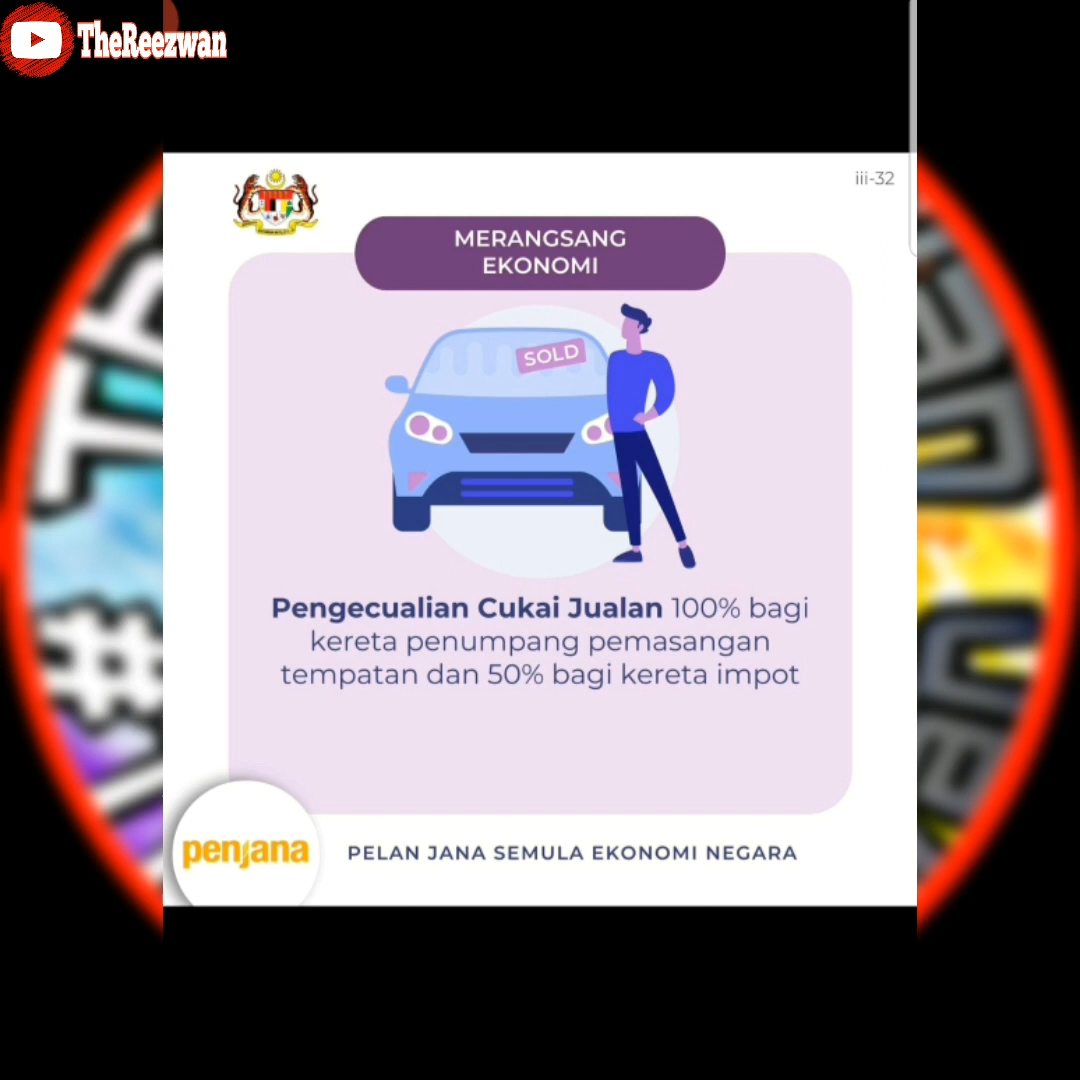 TheReezwan
iii-32
MERANGSANG
EKONOMI
SOLD
Pengecualian Cukai Jualan 100% bagi
kereta penumpang pemasangan
tempatan dan 50% bagi kereta impot
penjana
PELAN JANA SEMULA EKONOMI NEGARA